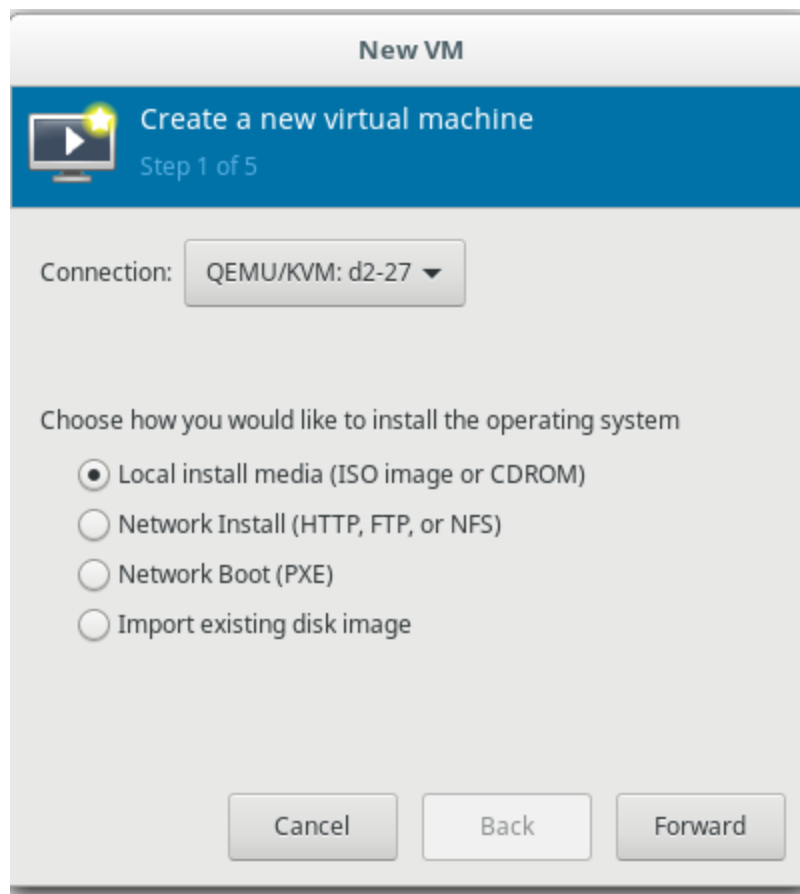 New VM
Create a new virtual machine
Step 1 of 5
Connection: QEMU/KVM: d2-27
Choose how you would like to install the operating system
Local install media (ISO image or CDROM)
Network Install (HTTP, FTP, or NFS)
Network Boot (PXE)
Import existing disk image
Cancel Back Forward